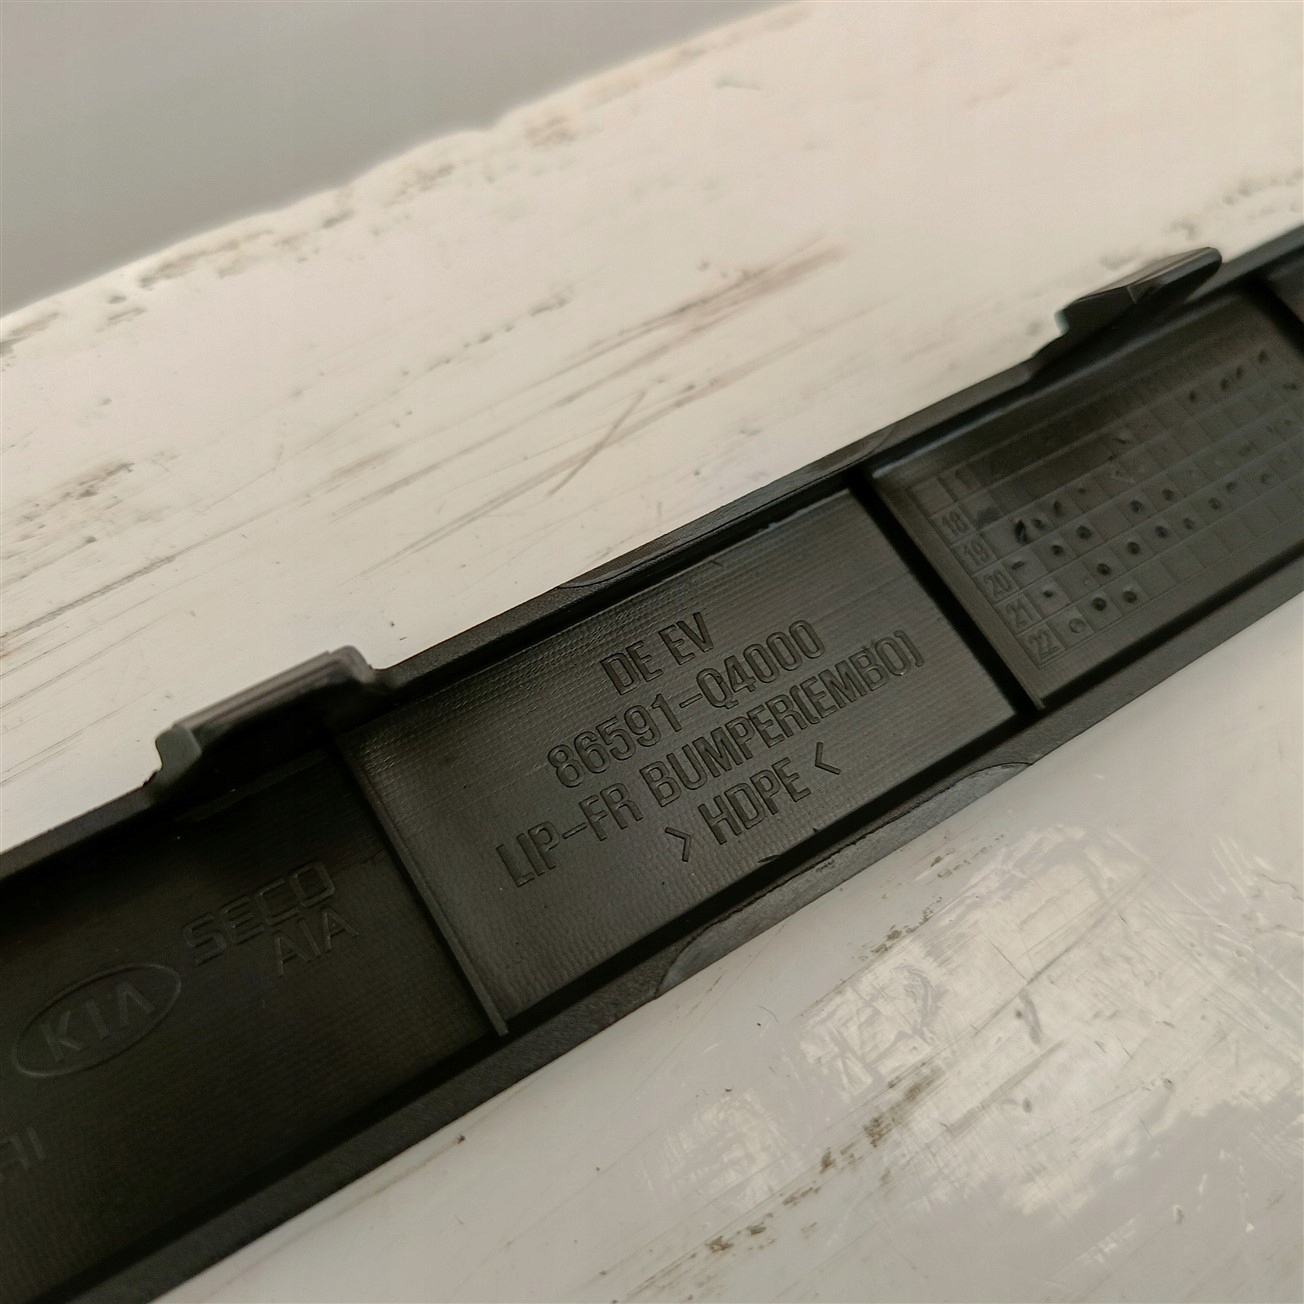 DE EV
86591-Q4000
LIP-FR BUMPER(EMBO)
> HDPE <
SECO
AIA
KIA
18
19
20
21
22